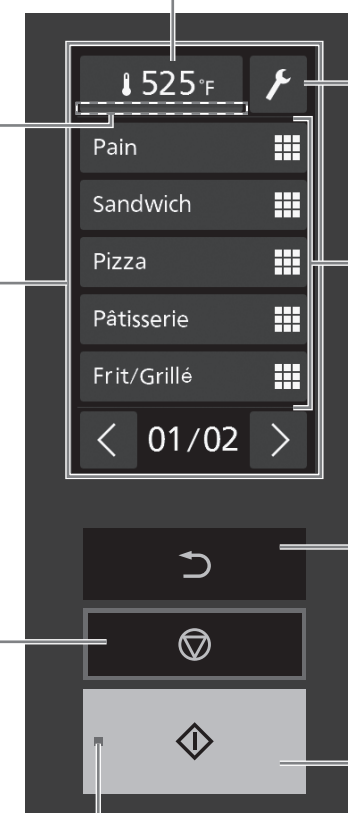 525°F
Pain
Sandwich
Pizza
Pâtisserie
Frit/Grillé
01/02